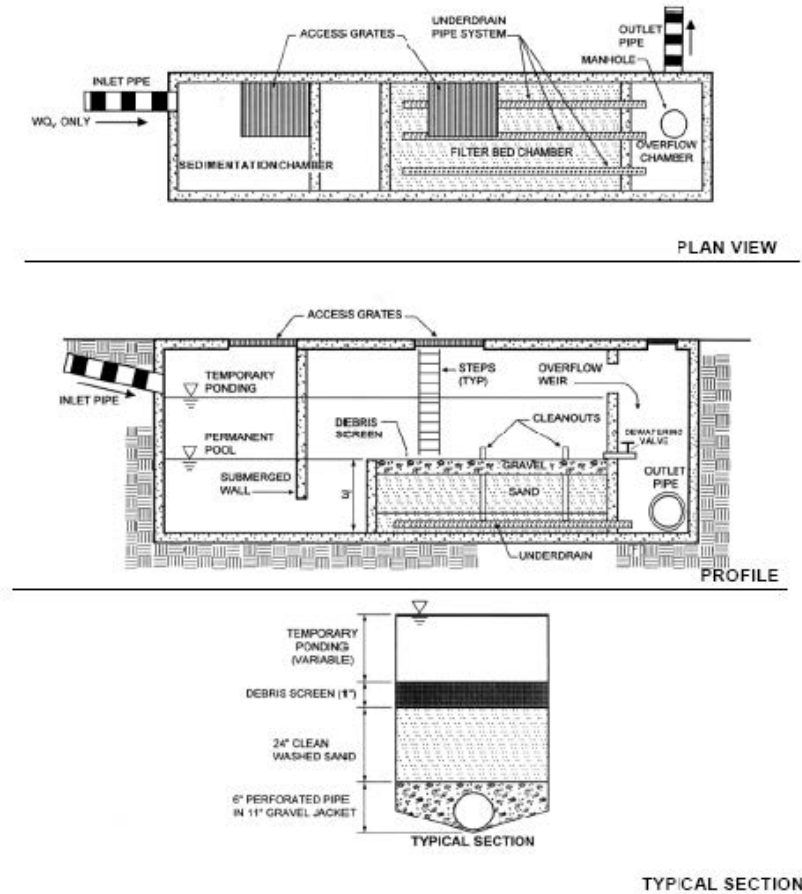 ACCESS GRATES
UNDERDRAIN
PIPE SYSTEM
OUTLET
PIPE
MANHOLE
INLET PIPE
WQv ONLY
SEDIMENTATION CHAMBER
FILTER BED CHAMBER
OVERFLOW
CHAMBER
PLAN VIEW
ACCESS GRATES
TEMPORARY
PONDING
STEPS
(TYP)
OVERFLOW
WEIR
INLET PIPE
DEBRIS
SCREEN
CLEANOUTS
DEWATERING
VALVE
PERMANENT
POOL
GRAVEL
SUBMERGED
WALL
SAND
OUTLET
PIPE
UNDERDRAIN
PROFILE
TEMPORARY
PONDING
(VARIABLE)
DEBRIS SCREEN (1")
24" CLEAN
WASHED SAND
6" PERFORATED PIPE
IN 11" GRAVEL JACKET
TYPICAL SECTION
TYPICAL SECTION